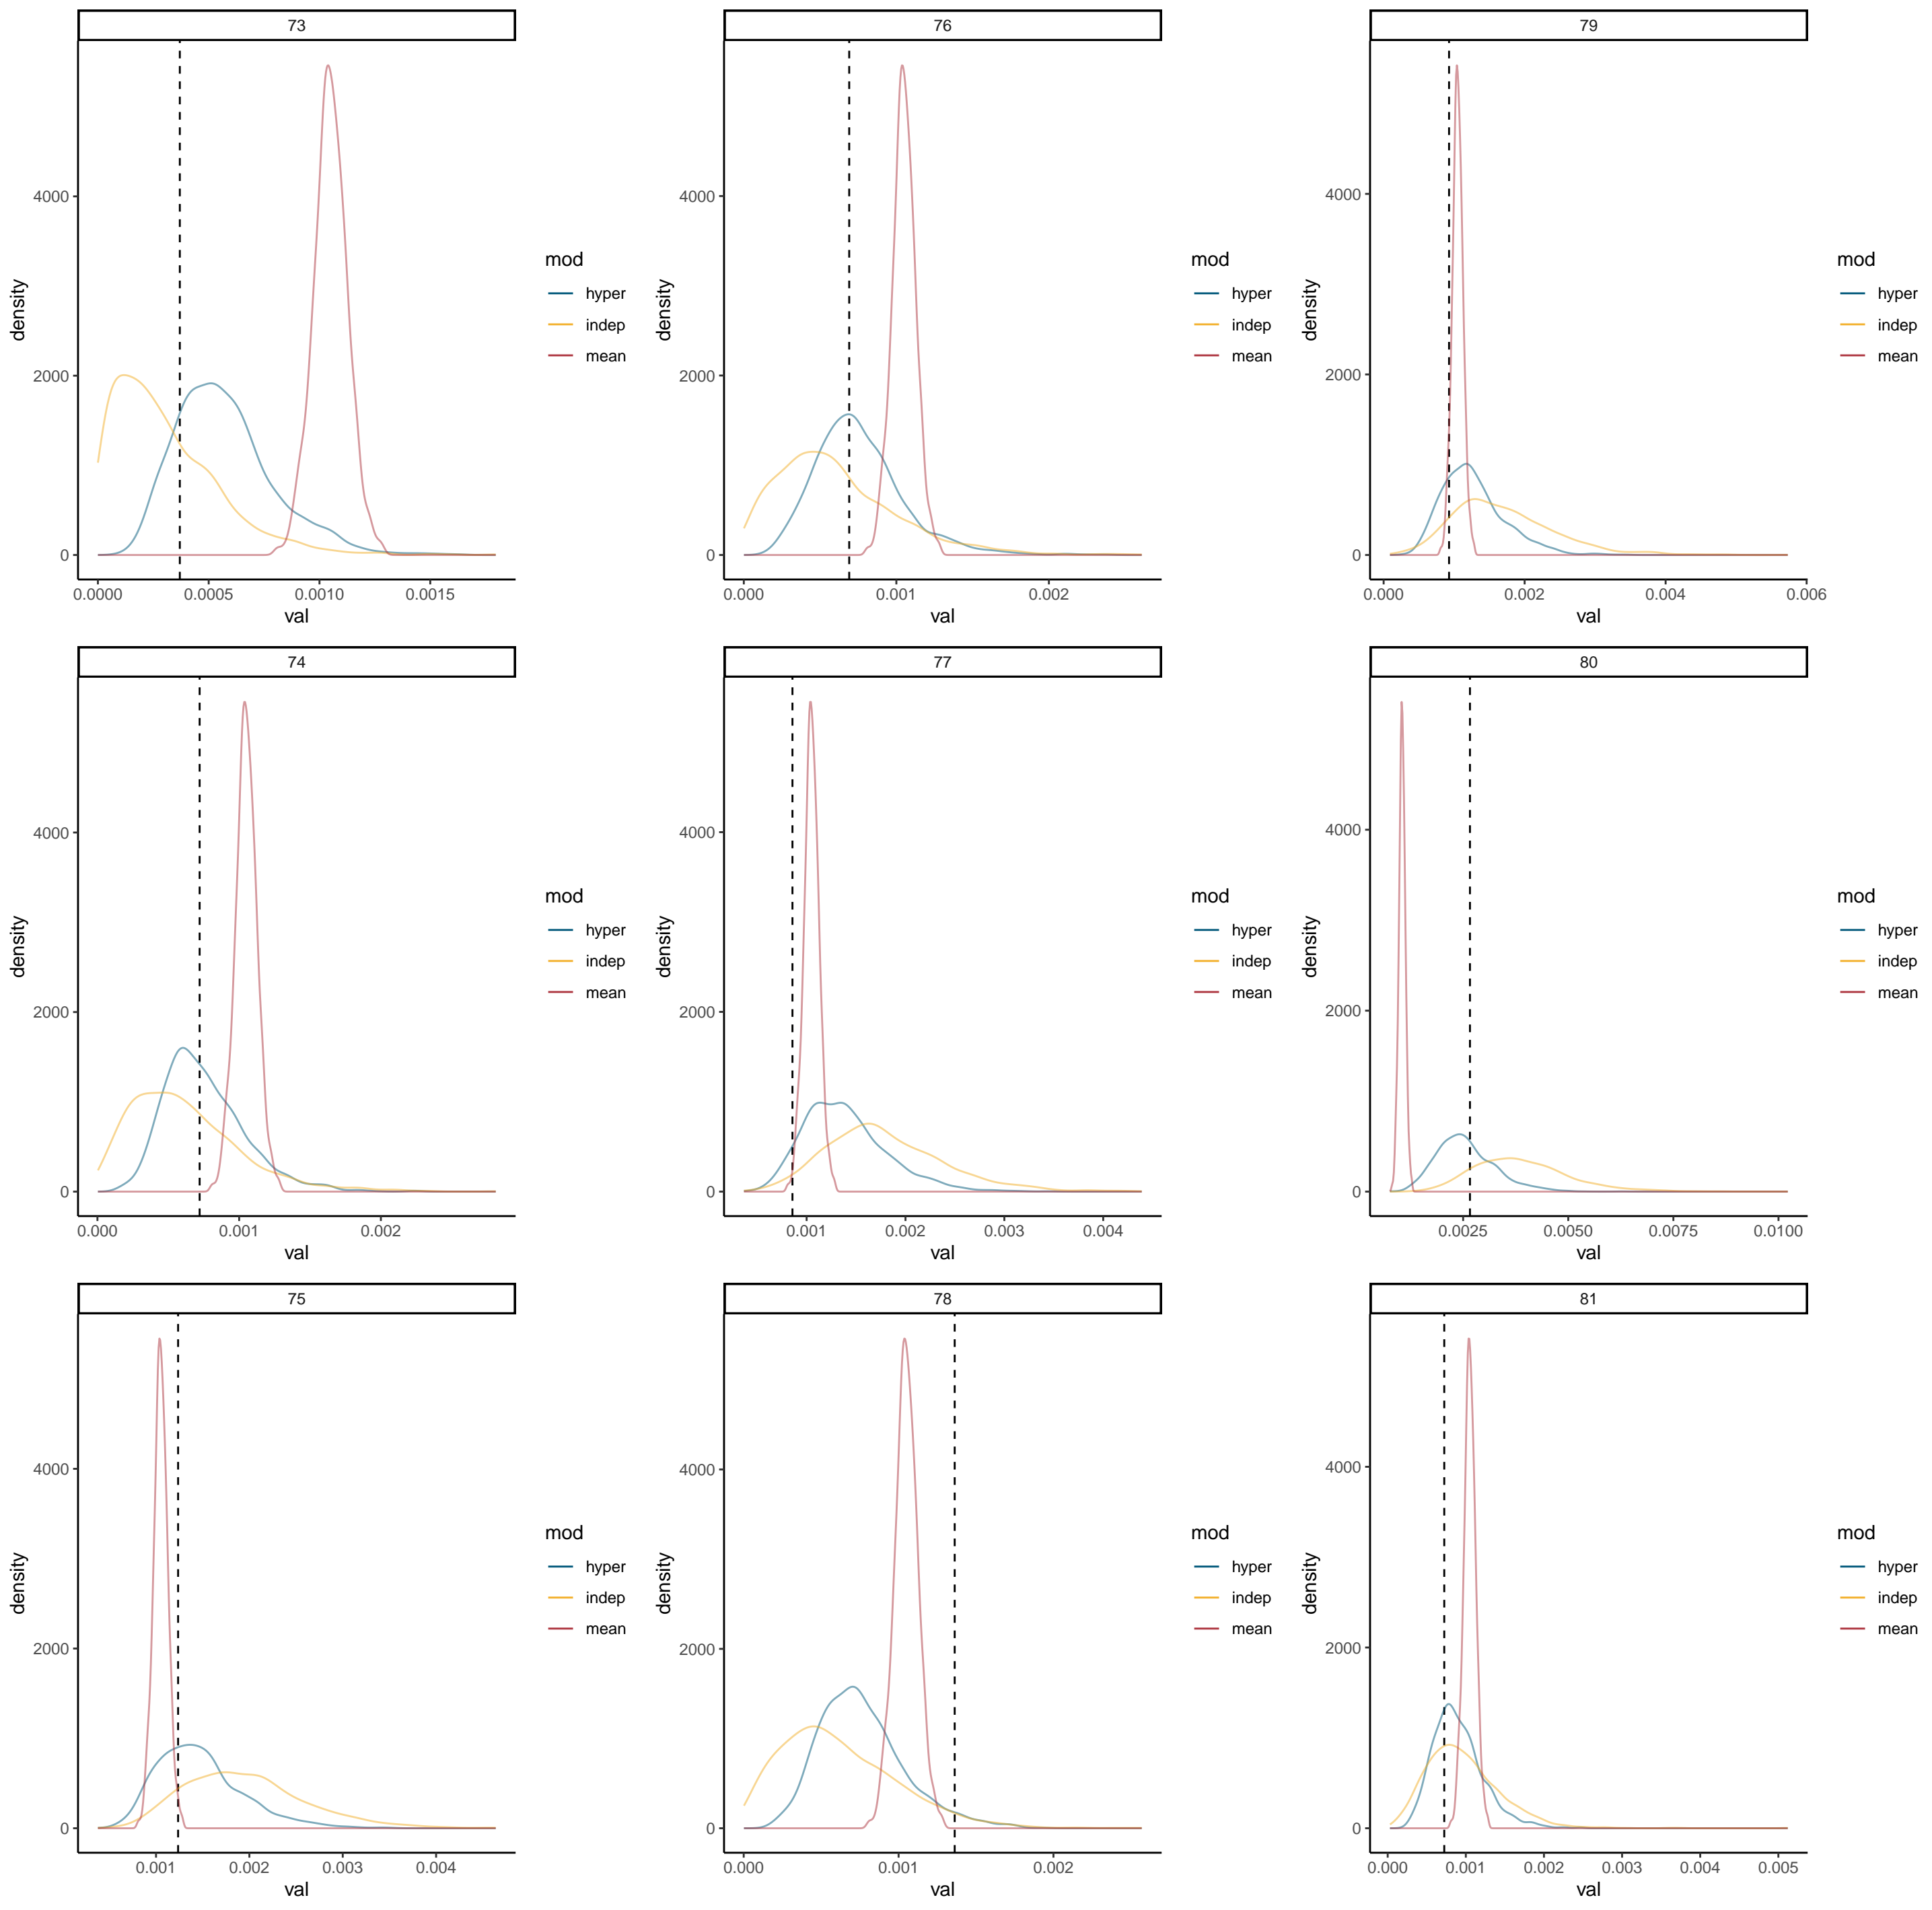 73
density
4000
2000
0
0.0000 0.0005 0.0010 0.0015
val
mod
hyper
indep
mean
76
density
4000
2000
0
0.000 0.001 0.002
val
mod
hyper
indep
mean
79
density
4000
2000
0
0.000 0.002 0.004 0.006
val
mod
hyper
indep
mean
74
density
4000
2000
0
0.000 0.001 0.002
val
mod
hyper
indep
mean
77
density
4000
2000
0
0.001 0.002 0.003 0.004
val
mod
hyper
indep
mean
80
density
4000
2000
0
0.0025 0.0050 0.0075 0.0100
val
mod
hyper
indep
mean
75
density
4000
2000
0
0.001 0.002 0.003 0.004
val
mod
hyper
indep
mean
78
density
4000
2000
0
0.000 0.001 0.002
val
mod
hyper
indep
mean
81
density
4000
2000
0
0.000 0.001 0.002 0.003 0.004 0.005
val
mod
hyper
indep
mean